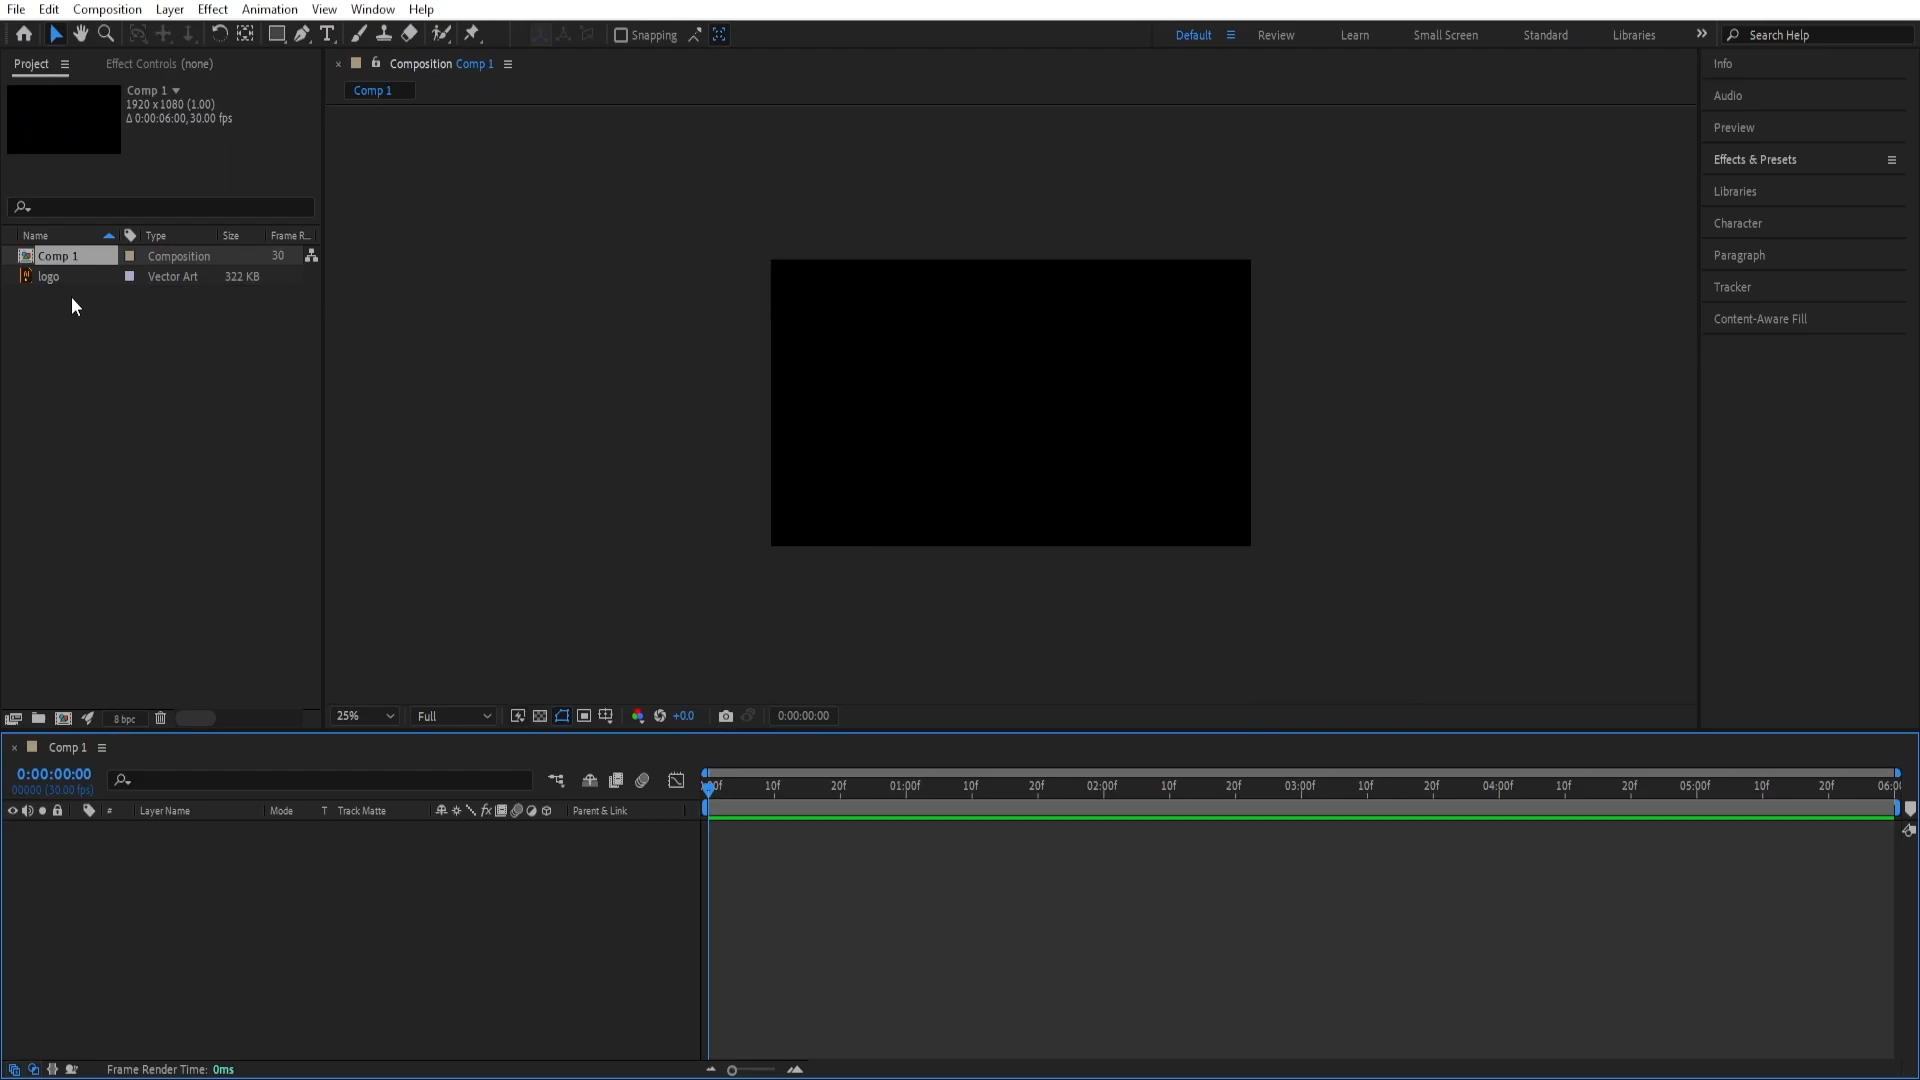 File Edit Composition Layer Effect Animation View Window Help
Snapping Default Review Learn Small Screen Standard Libraries Search Help
Project Effect Controls (none)
Comp 1
1920 x 1080 (1.00)
Δ 0:00:06:00, 30.00 fps
Name Type Size Frame R...
Comp 1 Composition 30
logo Vector Art 322 KB
8 bpc
Composition Comp 1
Comp 1
25% Full +0.0 0:00:00:00
Info
Audio
Preview
Effects & Presets
Libraries
Character
Paragraph
Tracker
Content-Aware Fill
Comp 1
0:00:00:00
00000 (30.00 fps)
# Layer Name Mode T Track Matte fx Parent & Link
10f 20f 01:00f 10f 20f 02:00f 10f 20f 03:00f 10f 20f 04:00f 10f 20f 05:00f 10f 20f
Frame Render Time: 0ms